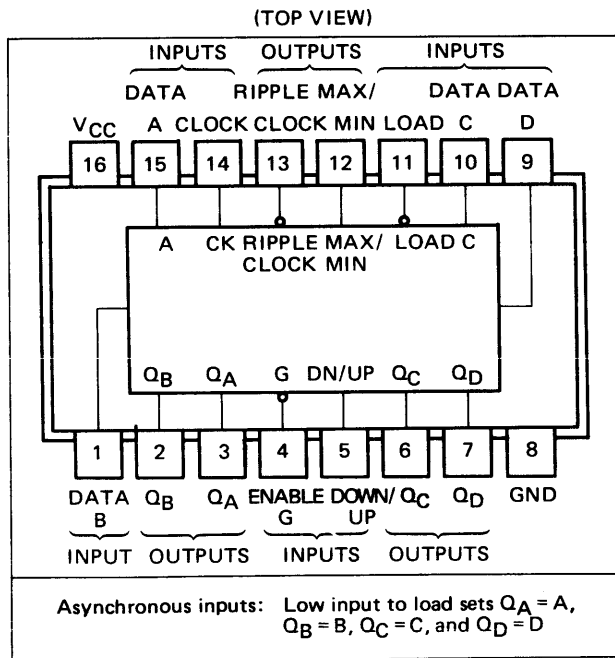 (TOP VIEW)
INPUTS OUTPUTS INPUTS
DATA RIPPLE MAX/ DATA DATA
VCC A CLOCK CLOCK MIN LOAD C D
16 15 14 13 12 11 10 9
A CK RIPPLE MAX/ LOAD C
CLOCK MIN
QB QA G DN/UP QC QD
1 2 3 4 5 6 7 8
DATA QB QA ENABLE DOWN/ QC QD GND
B G UP
INPUT OUTPUTS INPUTS OUTPUTS
Asynchronous inputs: Low input to load sets QA = A,
QB = B, QC = C, and QD = D